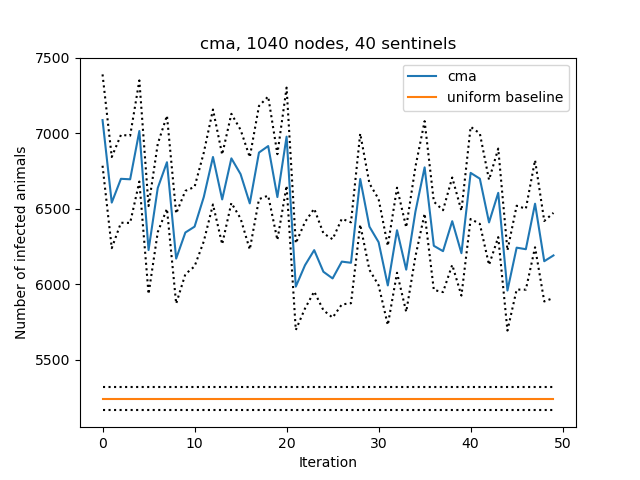 cma, 1040 nodes, 40 sentinels
7500
7000
6500
6000
5500
Number of infected animals
cma
uniform baseline
0
10
20
30
40
50
Iteration